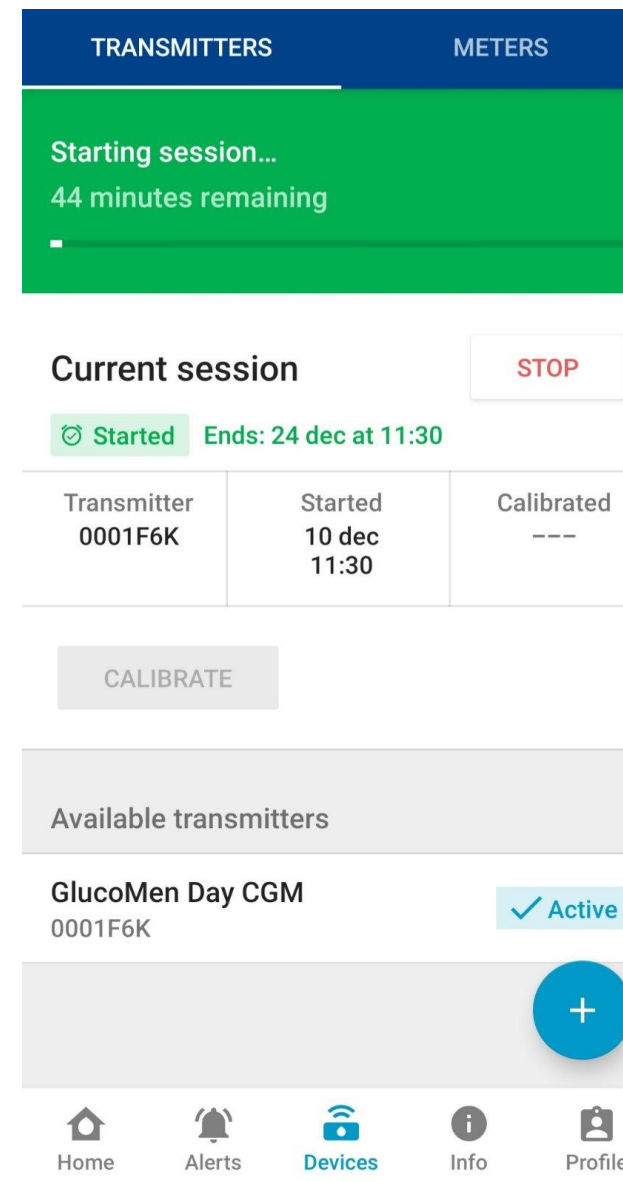 TRANSMITTERS METERS
Starting session...
44 minutes remaining
Current session STOP
Started Ends: 24 dec at 11:30
Transmitter Started Calibrated
0001F6K 10 dec ---
11:30
CALIBRATE
Available transmitters
GlucoMen Day CGM
0001F6K
Active
+
Home Alerts Devices Info Profile